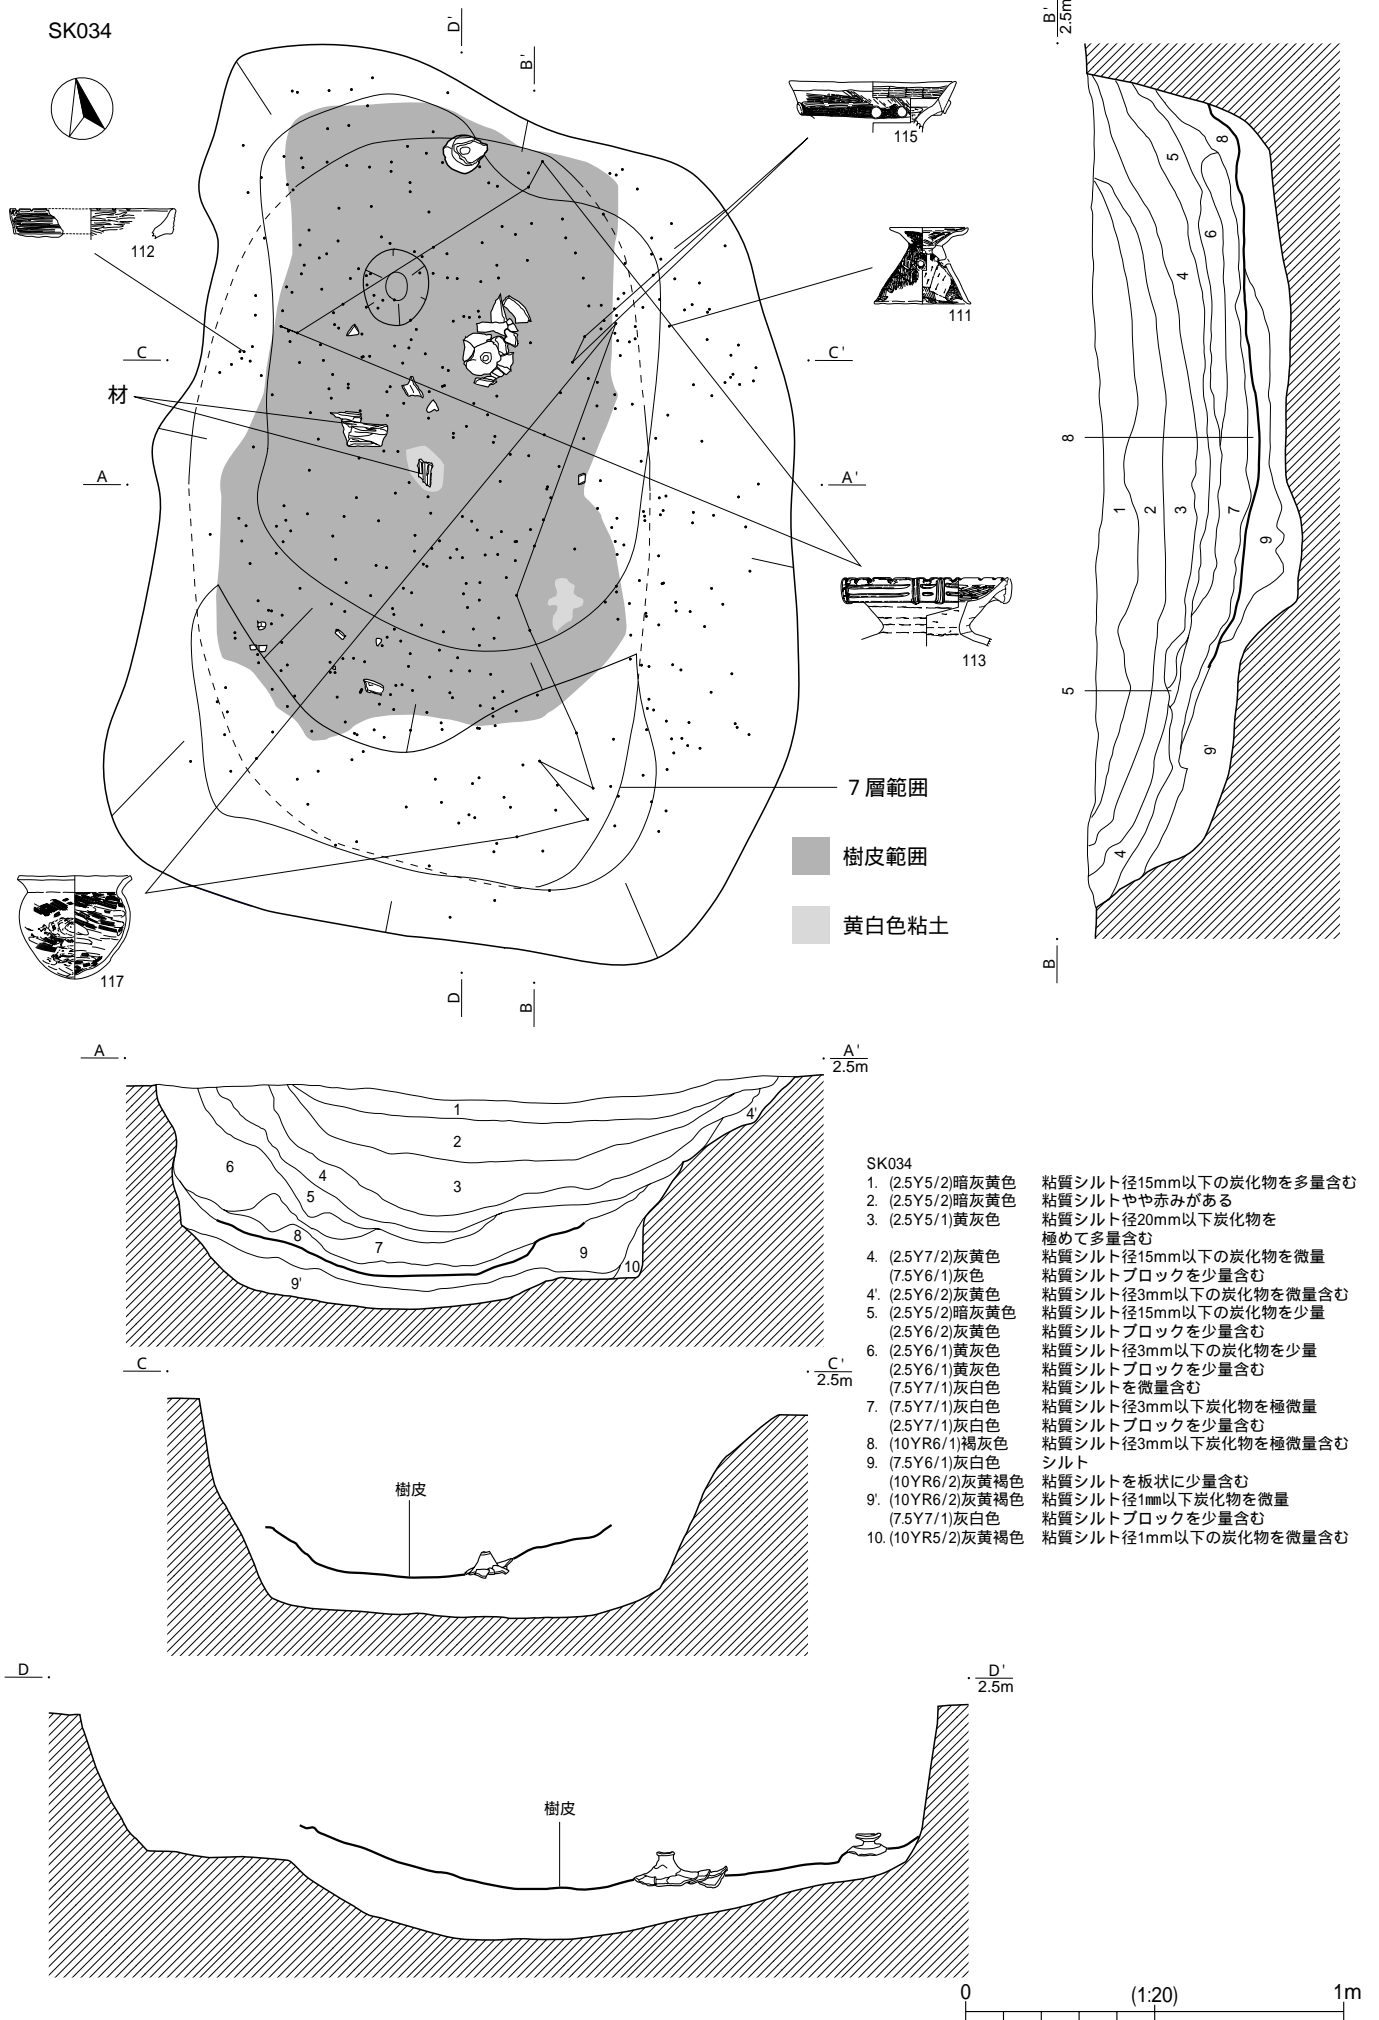 SK034
D'
B'
B'
2.5m
115
112
111
C
C'
材
A
A'
113
7層範囲
樹皮範囲
黄白色粘土
117
D
B
5
8
6
4
8
1
2
3
7
9
5
9'
4
B
A
A'
2.5m
1
2
3
4
4'
5
6
7
8
9
9'
10
C
C'
2.5m
樹皮
D
D'
2.5m
樹皮
SK034
1. (2.5Y5/2)暗灰黄色 粘質シルト径15mm以下の炭化物を多量含む
2. (2.5Y5/2)暗灰黄色 粘質シルトやや赤みがある
3. (2.5Y5/1)黄灰色 粘質シルト径20mm以下炭化物を
極めて多量含む
4. (2.5Y7/2)灰黄色 粘質シルト径15mm以下の炭化物を微量
(7.5Y6/1)灰色 粘質シルトブロックを少量含む
4'. (2.5Y6/2)灰黄色 粘質シルト径3mm以下の炭化物を微量含む
5. (2.5Y5/2)暗灰黄色 粘質シルト径15mm以下の炭化物を少量
(2.5Y6/2)灰黄色 粘質シルトブロックを少量含む
6. (2.5Y6/1)黄灰色 粘質シルト径3mm以下の炭化物を少量
(2.5Y6/1)黄灰色 粘質シルトブロックを少量含む
(7.5Y7/1)灰白色 粘質シルトを微量含む
7. (7.5Y7/1)灰白色 粘質シルト径3mm以下炭化物を極微量
(2.5Y7/1)灰白色 粘質シルトブロックを少量含む
8. (10YR6/1)褐灰色 粘質シルト径3mm以下炭化物を極微量含む
9. (7.5Y6/1)灰白色 シルト
(10YR6/2)灰黄褐色 粘質シルトを板状に少量含む
9'. (10YR6/2)灰黄褐色 粘質シルト径1㎜以下炭化物を微量
(7.5Y7/1)灰白色 粘質シルトブロックを少量含む
10. (10YR5/2)灰黄褐色 粘質シルト径1mm以下の炭化物を微量含む
0 (1:20) 1m